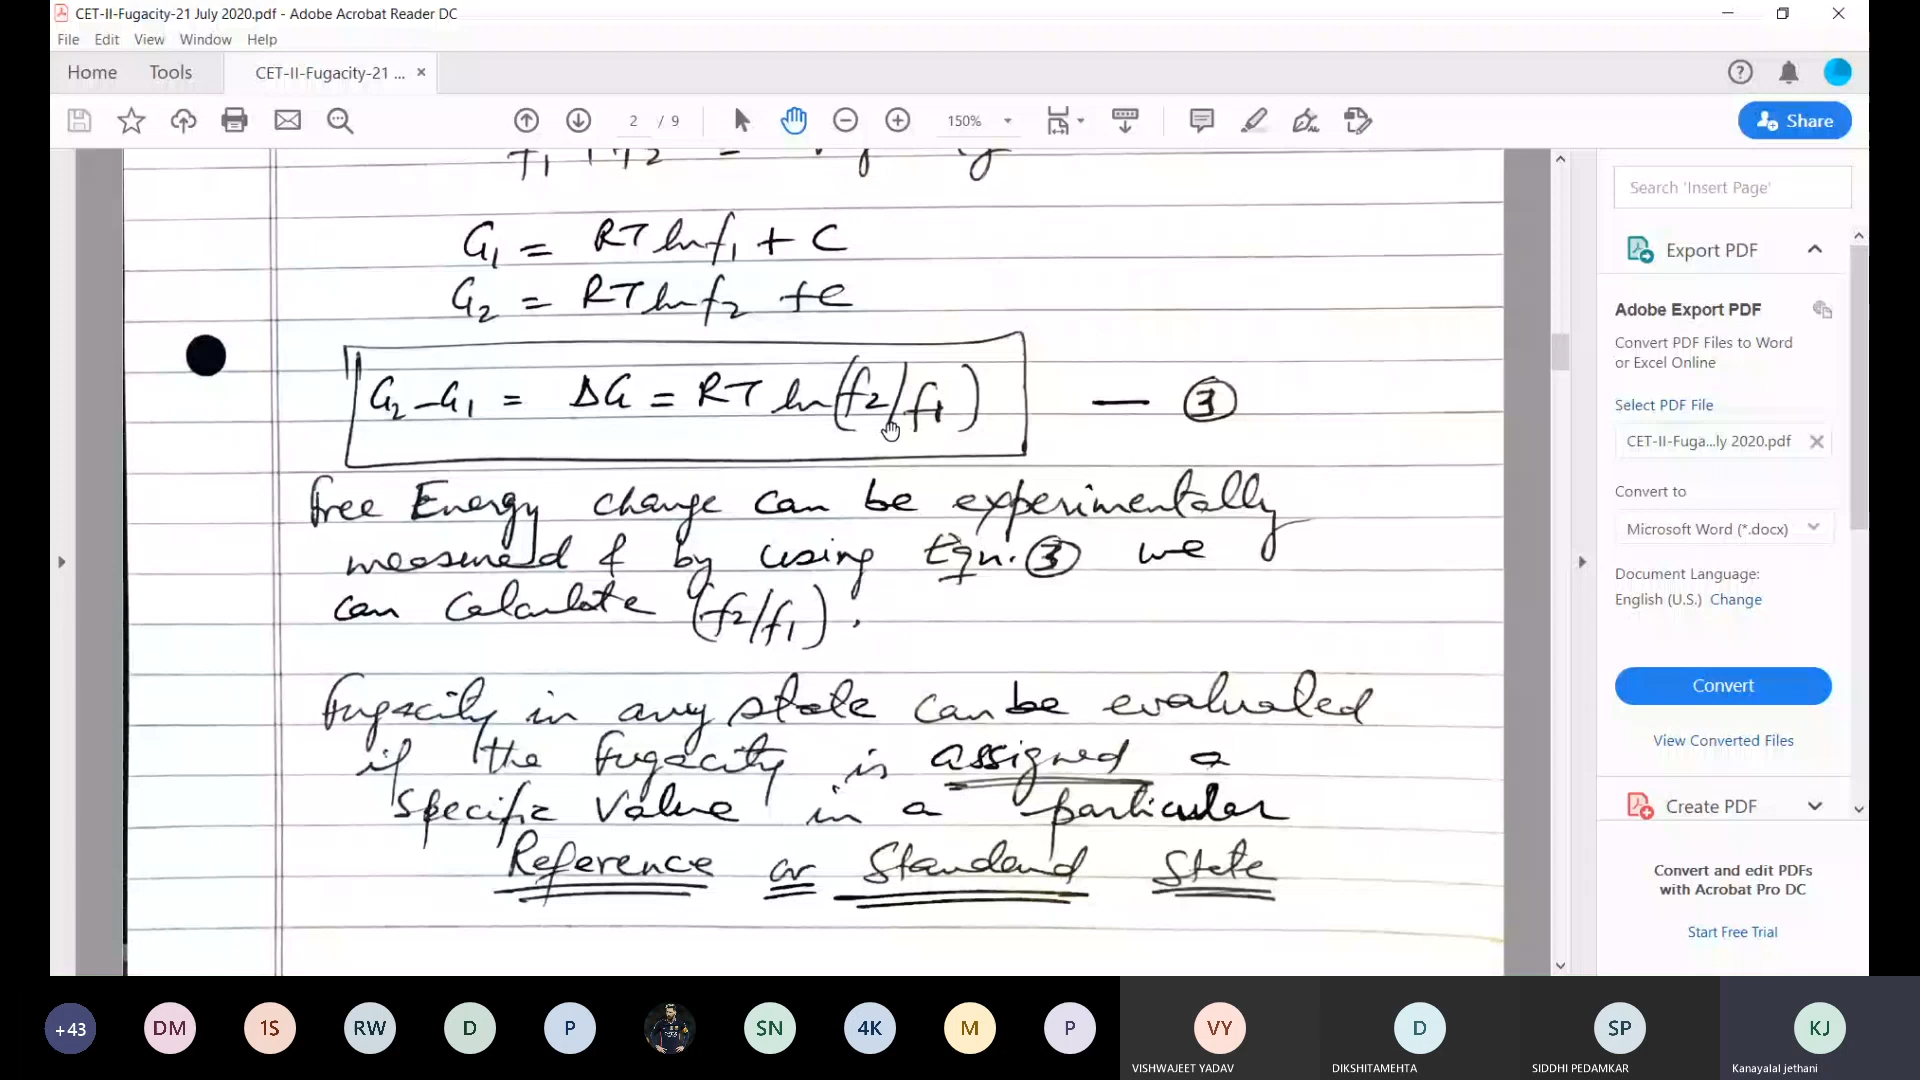 CET-II-Fugacity-21 July 2020.pdf - Adobe Acrobat Reader DC
File Edit View Window Help
Home Tools CET-II-Fugacity-21 ... ×
2 / 9 150% Share
G1 = RT ln f1 + C
G2 = RT ln f2 + C
G2 - G1 = ΔG = RT ln (f2/f1) — ③
Free Energy change can be experimentally
measured & by using Eqn. ③ we
can calculate (f2/f1).
Fugacity in any state can be evaluated
if the fugacity is assigned a
specific value in a particular
Reference or Standard State
Search 'Insert Page'
Export PDF
Adobe Export PDF
Convert PDF Files to Word
or Excel Online
Select PDF File
CET-II-Fuga...ly 2020.pdf
Convert to
Microsoft Word (*.docx)
Document Language:
English (U.S.) Change
Convert
View Converted Files
Create PDF
Convert and edit PDFs
with Acrobat Pro DC
Start Free Trial
+43 DM 1S RW D P SN 4K M P VY D SP KJ
VISHWAJEET YADAV DIKSHITAMEHTA SIDDHI PEDAMKAR Kanayalal jethani